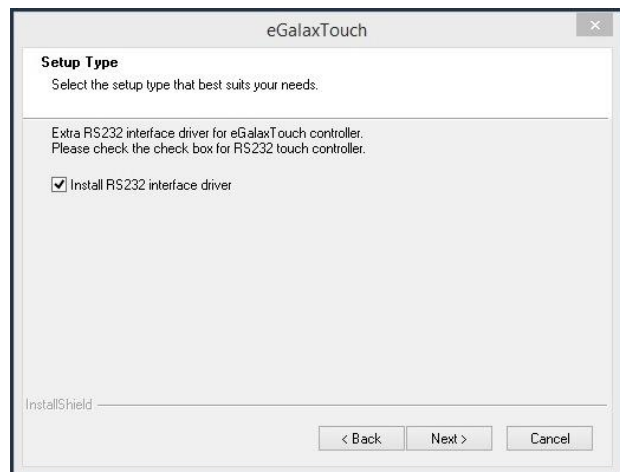 eGalaxTouch
Setup Type
Select the setup type that best suits your needs.
Extra RS232 interface driver for eGalaxTouch controller.
Please check the check box for RS232 touch controller.
Install RS232 interface driver
InstallShield
< Back Next > Cancel